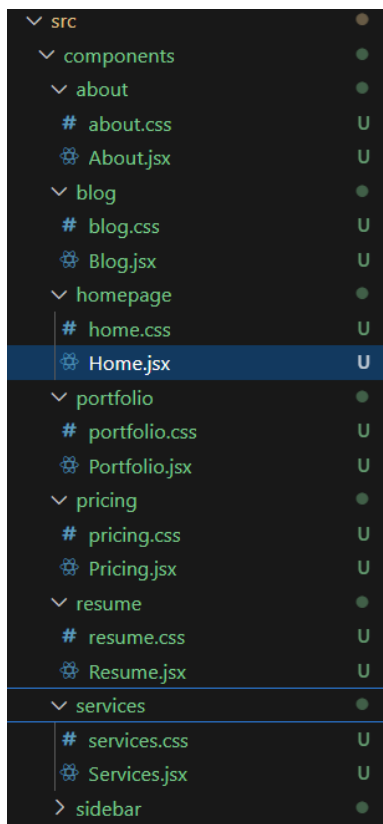 src
components
about
# about.css U
About.jsx U
blog
# blog.css U
Blog.jsx U
homepage
# home.css U
Home.jsx U
portfolio
# portfolio.css U
Portfolio.jsx U
pricing
# pricing.css U
Pricing.jsx U
resume
# resume.css U
Resume.jsx U
services
# services.css U
Services.jsx U
sidebar